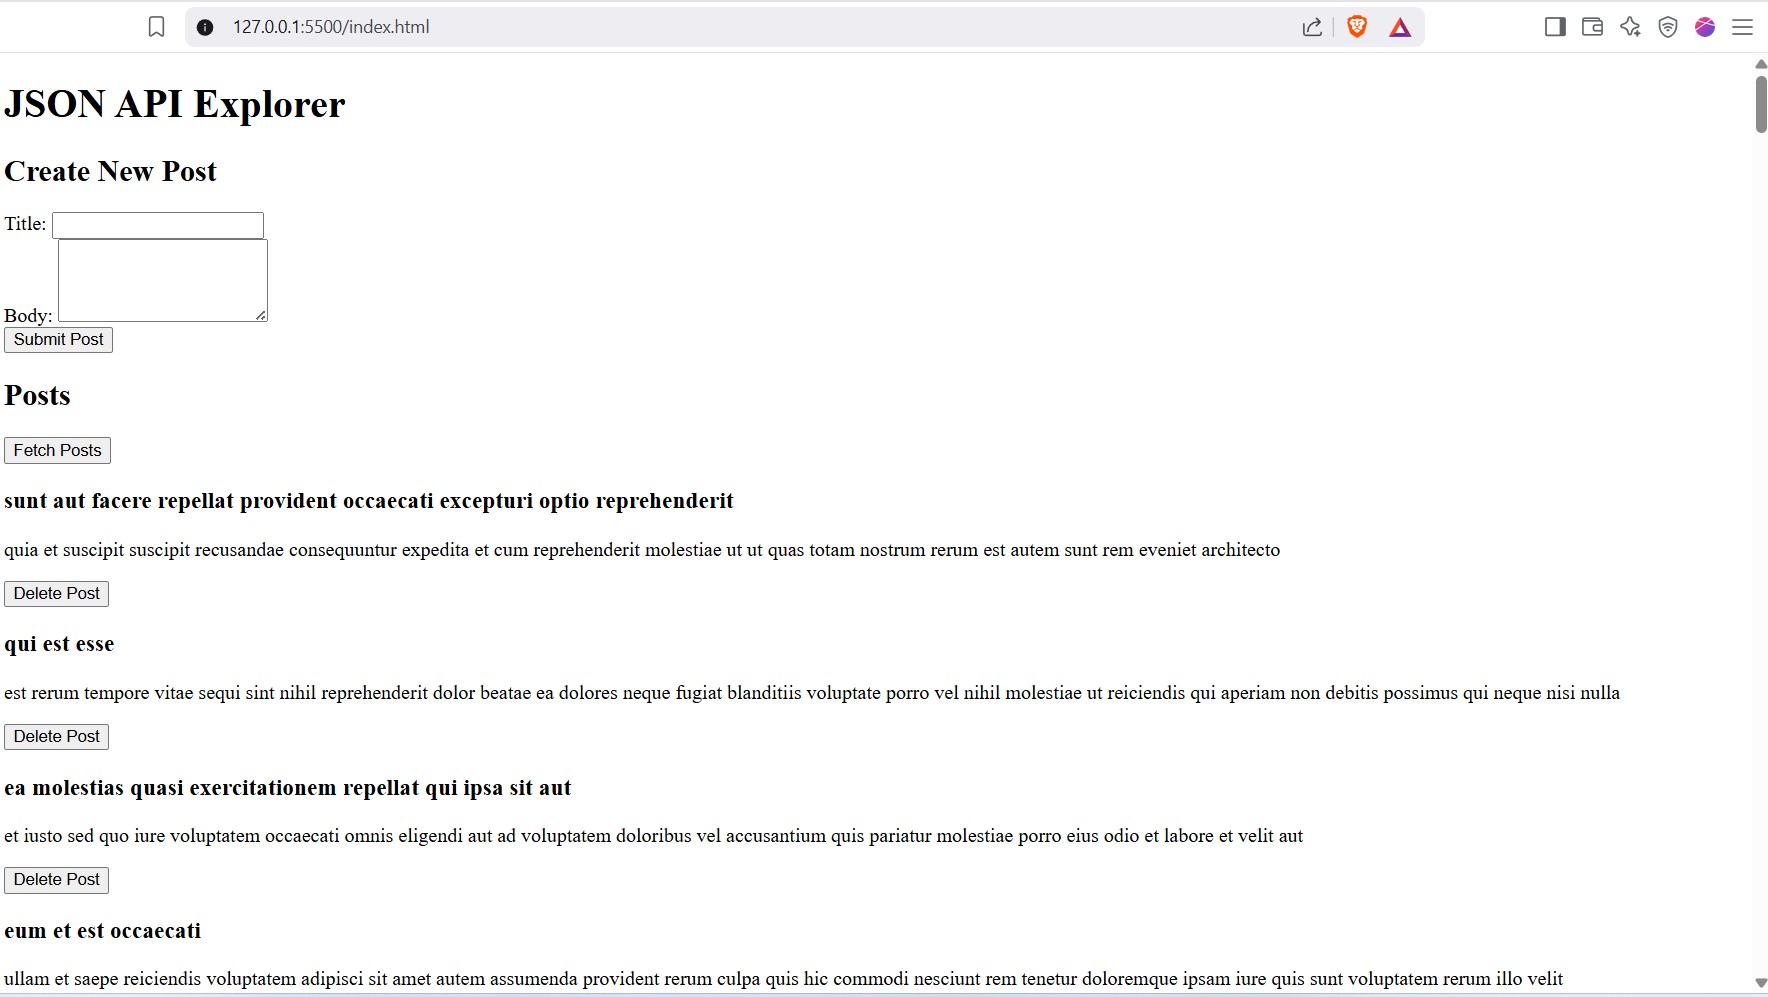 127.0.0.1:5500/index.html
JSON API Explorer
Create New Post
Title:
Body:
Submit Post
Posts
Fetch Posts
sunt aut facere repellat provident occaecati excepturi optio reprehenderit
quia et suscipit suscipit recusandae consequuntur expedita et cum reprehenderit molestiae ut ut quas totam nostrum rerum est autem sunt rem eveniet architecto
Delete Post
qui est esse
est rerum tempore vitae sequi sint nihil reprehenderit dolor beatae ea dolores neque fugiat blanditiis voluptate porro vel nihil molestiae ut reiciendis qui aperiam non debitis possimus qui neque nisi nulla
Delete Post
ea molestias quasi exercitationem repellat qui ipsa sit aut
et iusto sed quo iure voluptatem occaecati omnis eligendi aut ad voluptatem doloribus vel accusantium quis pariatur molestiae porro eius odio et labore et velit aut
Delete Post
eum et est occaecati
ullam et saepe reiciendis voluptatem adipisci sit amet autem assumenda provident rerum culpa quis hic commodi nesciunt rem tenetur doloremque ipsam iure quis sunt voluptatem rerum illo velit